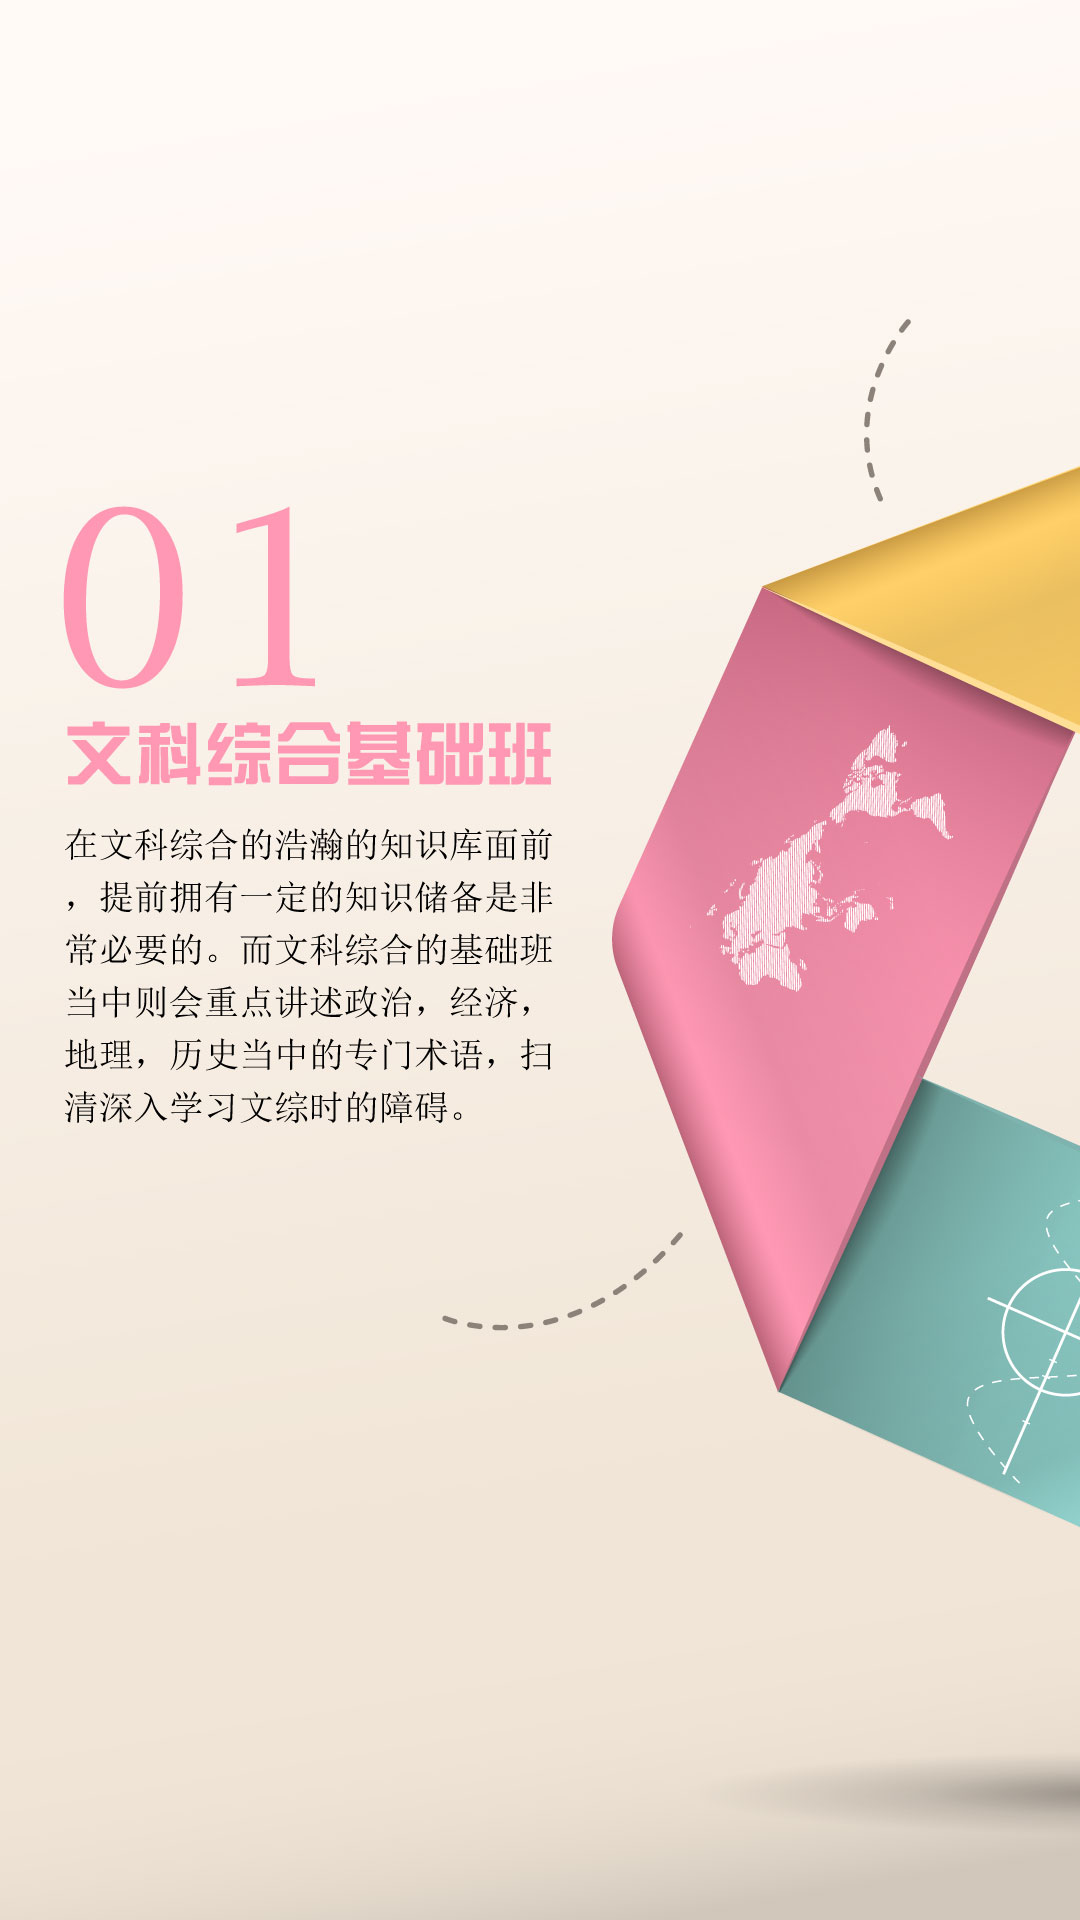 01
文科综合基础班
在文科综合的浩瀚的知识库面前
，提前拥有一定的知识储备是非
常必要的。而文科综合的基础班
当中则会重点讲述政治，经济，
地理，历史当中的专门术语，扫
清深入学习文综时的障碍。